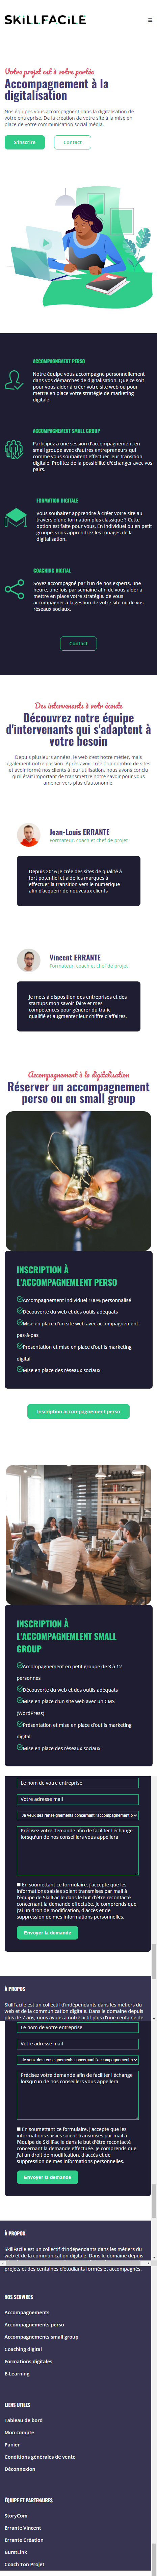 SKILLFACILE
Votre projet est à votre portée
Accompagnement à la
digitalisation
Nos équipes vous accompagnent dans la digitalisation de
votre entreprise. De la création de votre site à la mise en
place de votre communication social média.
S'inscrire
Contact
ACCOMPAGNEMENT PERSO
Notre équipe vous accompagne personnellement
dans vos démarches de digitalisation. Que ce soit
pour vous aider à créer votre site web ou pour
mettre en place votre stratégie de marketing
digitale.
ACCOMPAGNEMENT SMALL GROUP
Participez à une session d'accompagnement en
small groupe avec d'autres entrepreneurs qui
comme vous souhaitent effectuer leur transition
digitale. Profitez de la possibilité d'échanger avec vos
pairs.
FORMATION DIGITALE
Vous souhaitez apprendre à créer votre site au
travers d'une formation plus classique ? Cette
option est faite pour vous. En individuel ou en petit
groupe, vous apprendrez les rouages de la
digitalisation.
COACHING DIGITAL
Soyez accompagné par l'un de nos experts, une
heure, une fois par semaine afin de vous aider à
mettre en place votre stratégie, de vous
accompagner à la gestion de votre site ou de vos
réseaux sociaux.
Contact
Des intervenants à votr écoute
Découvrez notre équipe
d'intervenants qui s'adaptent à
votre besoin
Depuis plusieurs années, le web c'est notre métier, mais
également notre passion. Après avoir créé bon nombre de sites
et avoir formé nos clients à leur utilisation, nous avons conclu
qu'il était important de transmettre notre savoir pour vous
amener vers plus d'autonomie.
Jean-Louis ERRANTE
Formateur, coach et chef de projet
Depuis 2016 je crée des sites de qualité à
fort potentiel et aide les marques à
effectuer la transition vers le numérique
afin d'acquérir de nouveaux clients
Vincent ERRANTE
Formateur, coach et chef de projet
Je mets à disposition des entreprises et des
startups mon savoir-faire et mes
compétences pour générer du trafic
qualifié et augmenter leur chiffre d'affaires.
Accompagnement à la digitalisation
Réserver un accompagnement
perso ou en small group
INSCRIPTION À
L'ACCOMPAGNEMLENT PERSO
Accompagnement individuel 100% personnalisé
Découverte du web et des outils adéquats
Mise en place d'un site web avec accompagnement
pas-à-pas
Présentation et mise en place d'outils marketing
digital
Mise en place des réseaux sociaux
Inscription accompagnement perso
INSCRIPTION À
L'ACCOMPAGNEMLENT SMALL
GROUP
Accompagnement en petit groupe de 3 à 12
personnes
Découverte du web et des outils adéquats
Mise en place d'un site web avec un CMS
(WordPress)
Présentation et mise en place d'outils marketing
digital
Mise en place des réseaux sociaux
Le nom de votre entreprise
Votre adresse mail
Je veux des renseignements concernant l'accompagnement p
Précisez votre demande afin de faciliter l'échange
lorsqu'un de nos conseillers vous appellera
En soumettant ce formulaire, j'accepte que les
informations saisies soient transmises par mail à
l'équipe de SkillFacile dans le but d'être recontacté
concernant la demande effectuée. Je comprends que
j'ai un droit de modification, d'accès et de
suppression de mes informations personnelles.
Envoyer la demande
À PROPOS
SkillFacile est un collectif d'indépendants dans les métiers du
web et de la communication digitale. Dans le domaine depuis
plus de 7 ans, nous avons à notre actif plus d'une centaine de
Le nom de votre entreprise
Votre adresse mail
Je veux des renseignements concernant l'accompagnement p
Précisez votre demande afin de faciliter l'échange
lorsqu'un de nos conseillers vous appellera
En soumettant ce formulaire, j'accepte que les
informations saisies soient transmises par mail à
l'équipe de SkillFacile dans le but d'être recontacté
concernant la demande effectuée. Je comprends que
j'ai un droit de modification, d'accès et de
suppression de mes informations personnelles.
Envoyer la demande
À PROPOS
SkillFacile est un collectif d'indépendants dans les métiers du
web et de la communication digitale. Dans le domaine depuis
projets et des centaines d'étudiants formés et accompagnés.
NOS SERVICES
Accompagnements
Accompagnements perso
Accompagnements small group
Coaching digital
Formations digitales
E-Learning
LIENS UTILES
Tableau de bord
Mon compte
Panier
Conditions générales de vente
Déconnexion
ÉQUIPE ET PARTENAIRES
StoryCom
Errante Vincent
Errante Création
BurstLink
Coach Ton Projet